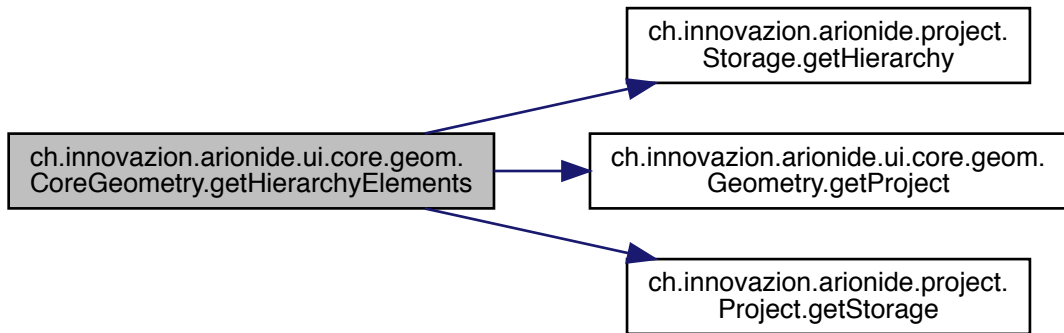 ch.innovazion.arionide.project.
Storage.getHierarchy
ch.innovazion.arionide.ui.core.geom.
CoreGeometry.getHierarchyElements
ch.innovazion.arionide.ui.core.geom.
Geometry.getProject
ch.innovazion.arionide.project.
Project.getStorage